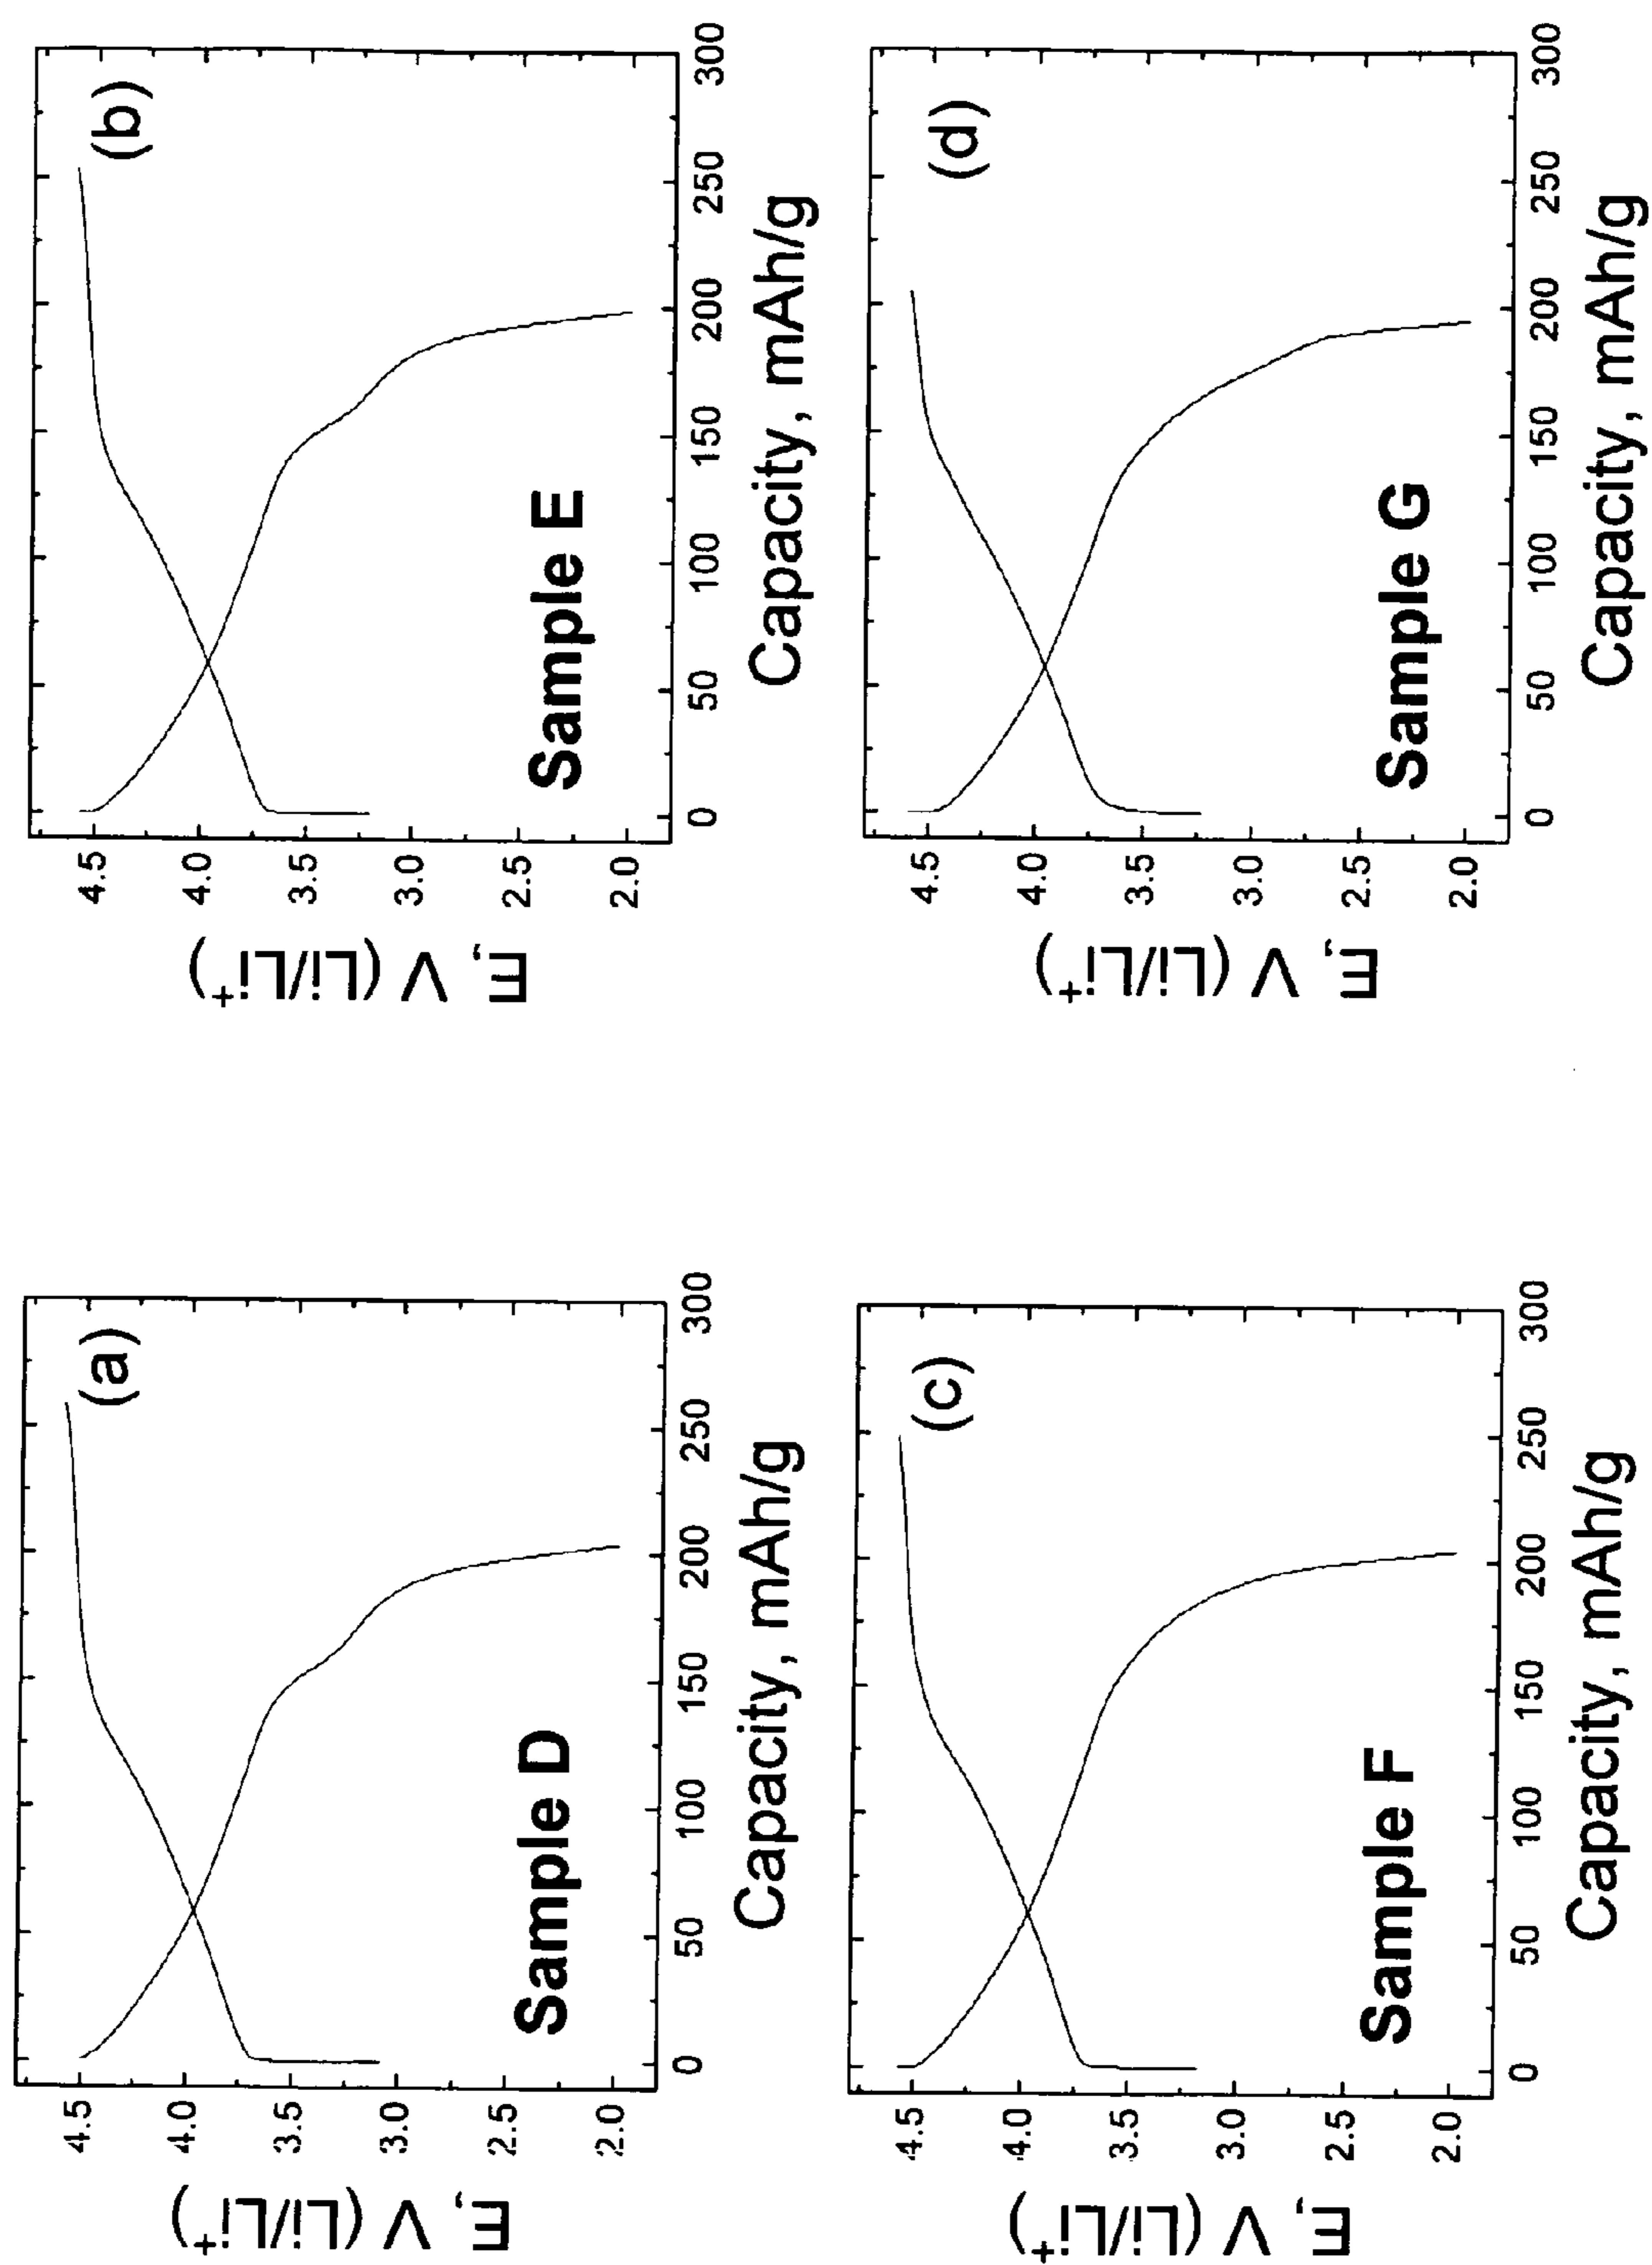 (a)
E, V (Li/Li⁺)
4.5
4.0
3.5
3.0
2.5
2.0
Sample D
0 50 100 150 200 250 300
Capacity, mAh/g
(b)
E, V (Li/Li⁺)
4.5
4.0
3.5
3.0
2.5
2.0
Sample E
0 50 100 150 200 250 300
Capacity, mAh/g
(c)
E, V (Li/Li⁺)
4.5
4.0
3.5
3.0
2.5
2.0
Sample F
0 50 100 150 200 250 300
Capacity, mAh/g
(d)
E, V (Li/Li⁺)
4.5
4.0
3.5
3.0
2.5
2.0
Sample G
0 50 100 150 200 250 300
Capacity, mAh/g